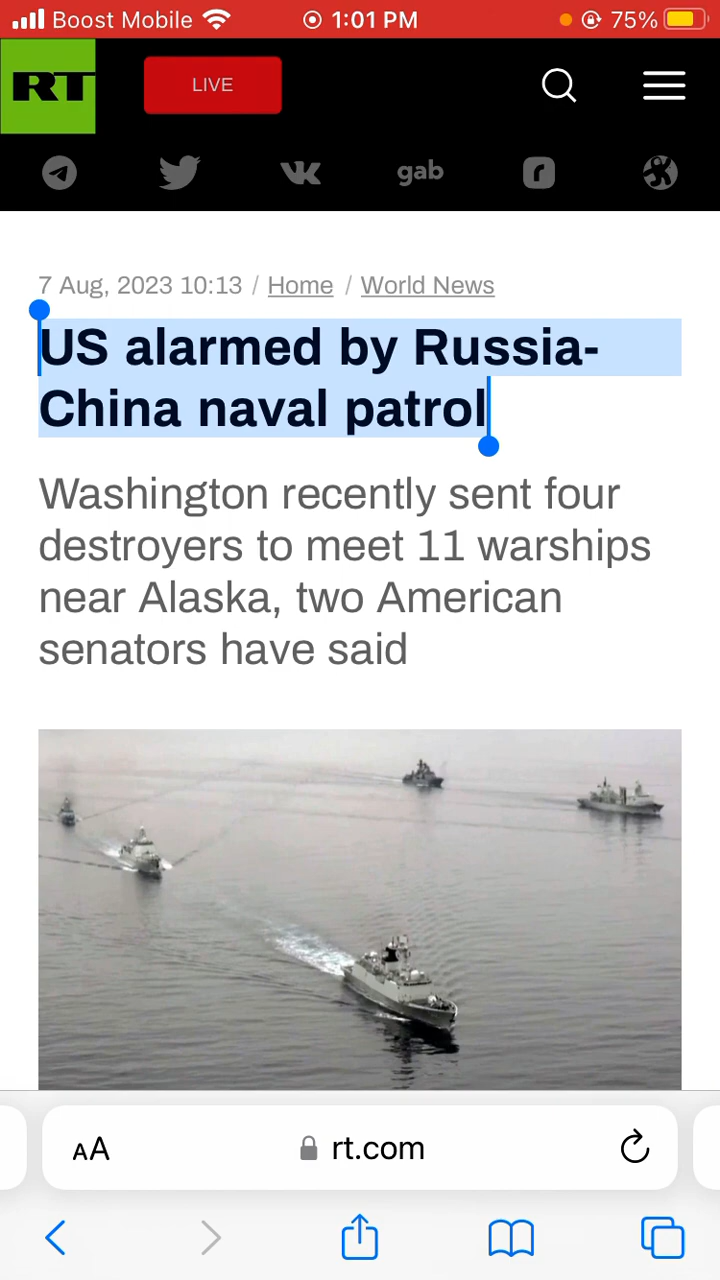 Boost Mobile 1:01 PM 75%
RT LIVE
gab
7 Aug, 2023 10:13 / Home / World News
US alarmed by Russia-
China naval patrol
Washington recently sent four
destroyers to meet 11 warships
near Alaska, two American
senators have said
AA rt.com